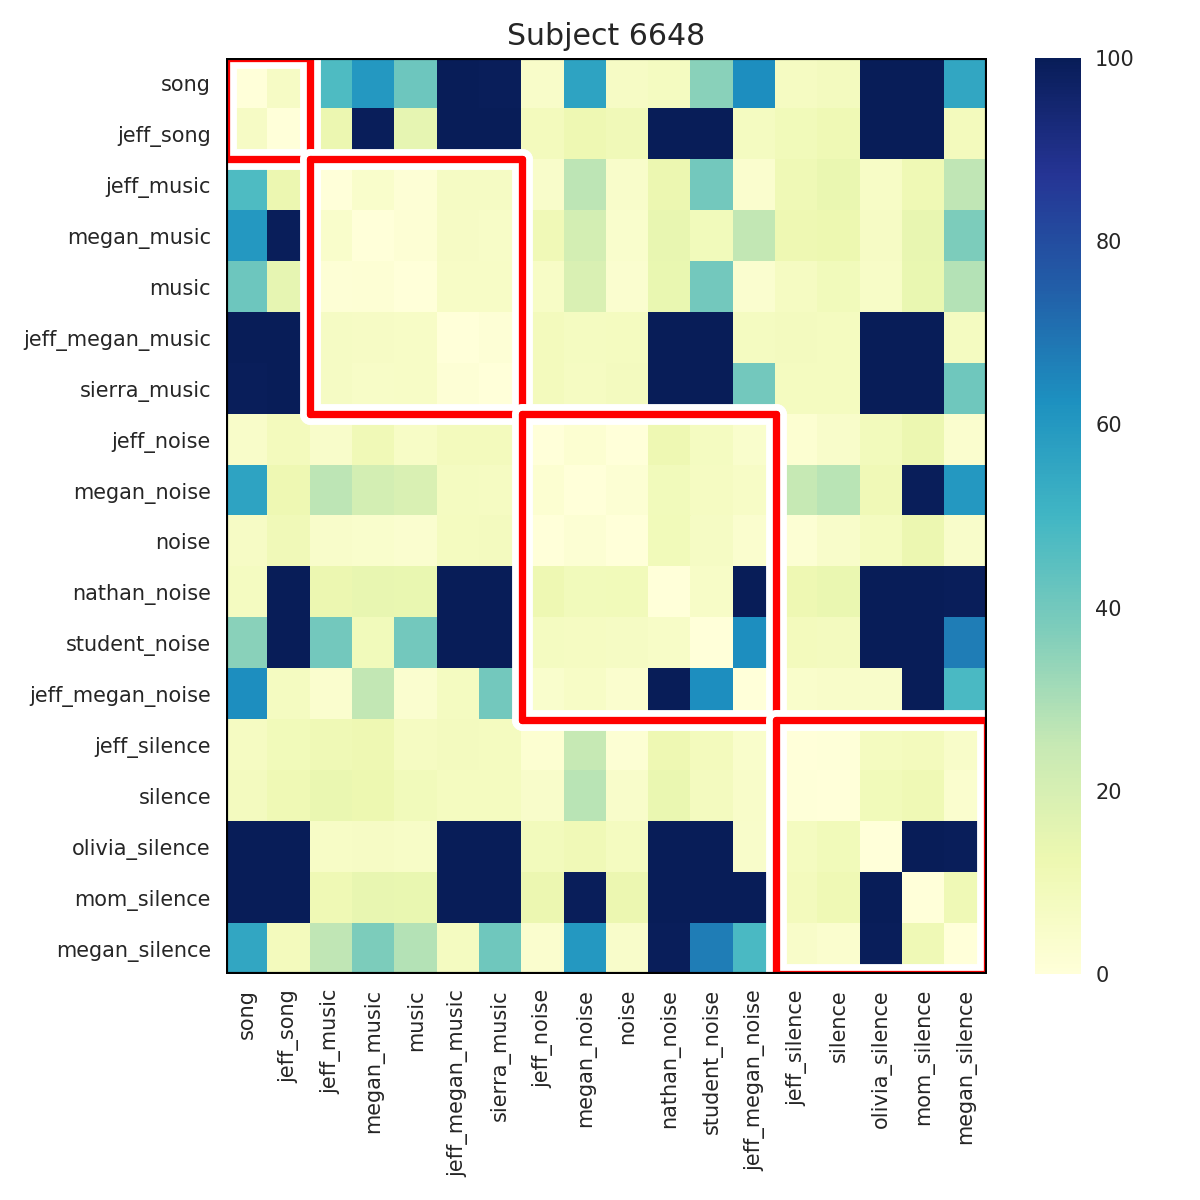 Subject 6648
song
jeff_song
jeff_music
megan_music
music
jeff_megan_music
sierra_music
jeff_noise
megan_noise
noise
nathan_noise
student_noise
jeff_megan_noise
jeff_silence
silence
olivia_silence
mom_silence
megan_silence
song
jeff_song
jeff_music
megan_music
music
jeff_megan_music
sierra_music
jeff_noise
megan_noise
noise
nathan_noise
student_noise
jeff_megan_noise
jeff_silence
silence
olivia_silence
mom_silence
megan_silence
100
80
60
40
20
0